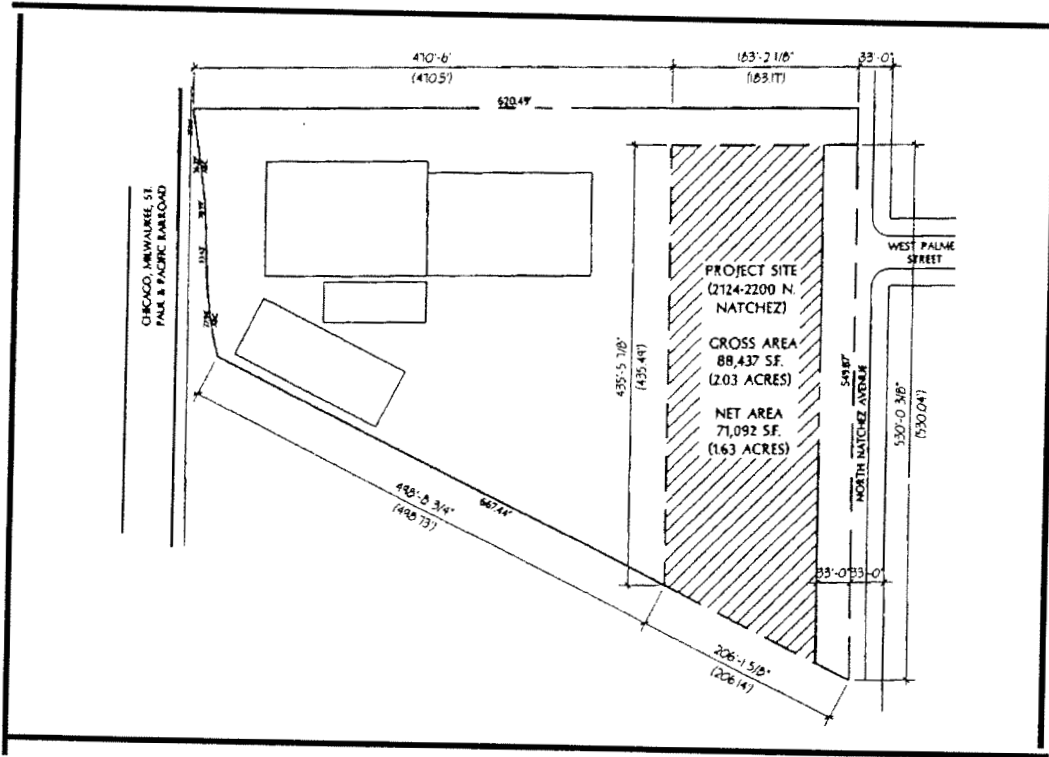 470'-6"
(470.5')
183'-2 1/8"
(183.17')
33'-0"
620.49'
CHICAGO, MILWAUKEE, ST.
PAUL & PACIFIC RAILROAD
WEST PALME
STREET
PROJECT SITE
(2124-2200 N.
NATCHEZ)
GROSS AREA
88,437 S.F.
(2.03 ACRES)
NET AREA
71,092 S.F.
(1.63 ACRES)
435'-5 7/8"
(435.49')
549.87'
NORTH NATCHEZ AVENUE
530'-0 3/8"
(530.04')
498'-8 3/4"
(498.73')
667.44'
33'-0"
33'-0"
206'-1 5/8"
(206.14')